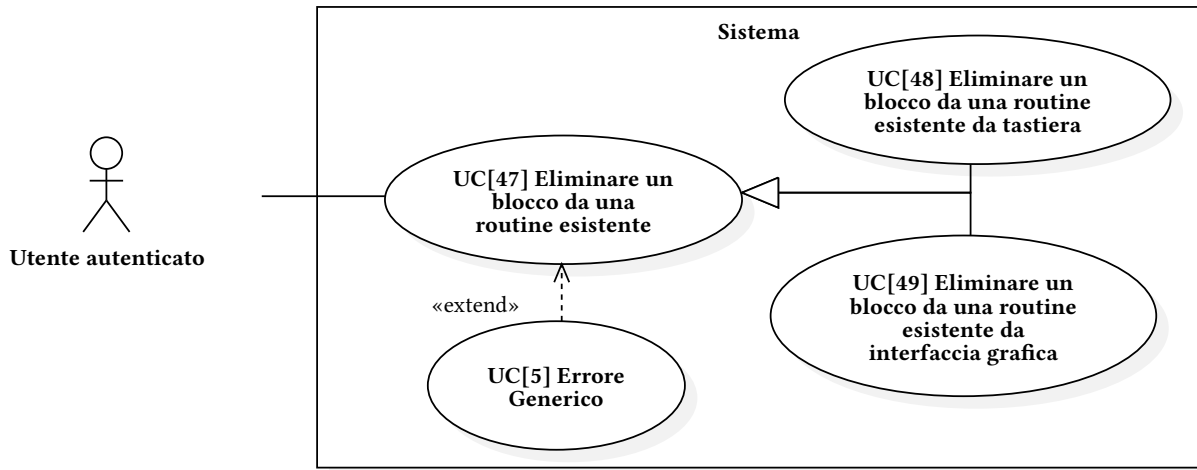 Sistema
UC[48] Eliminare un
blocco da una routine
esistente da tastiera
UC[47] Eliminare un
blocco da una
routine esistente
Utente autenticato
UC[49] Eliminare un
blocco da una routine
esistente da
interfaccia grafica
«extend»
UC[5] Errore
Generico